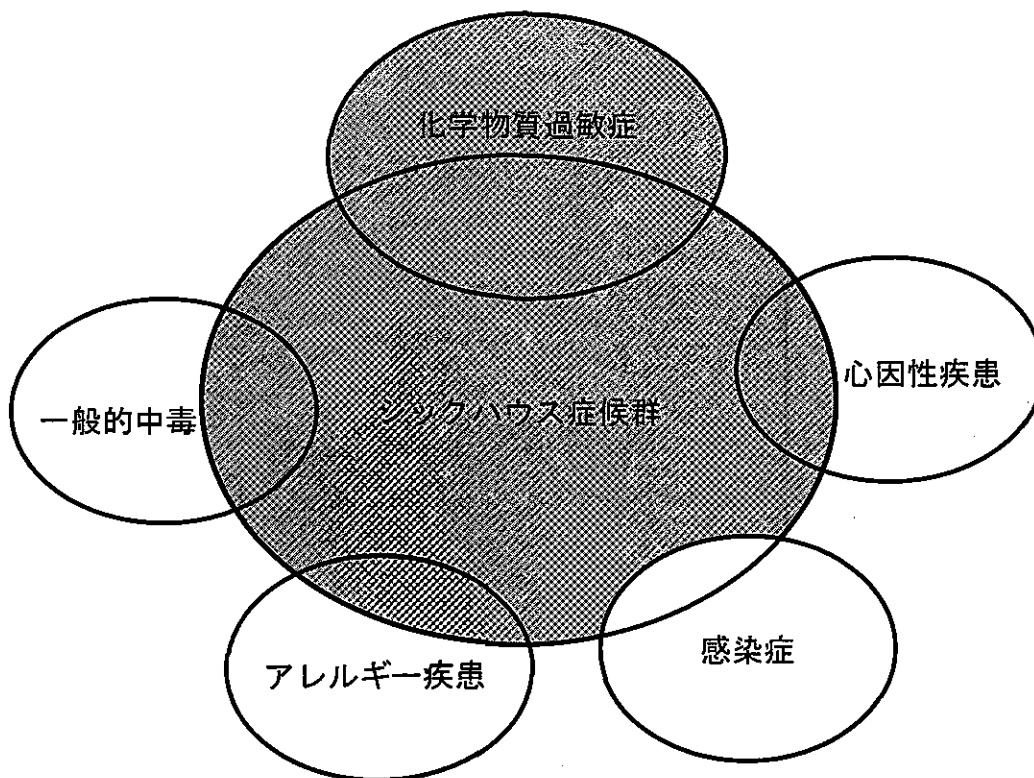 化学物質過敏症
心因性疾患
一般的中毒
シックハウス症候群
感染症
アレルギー疾患